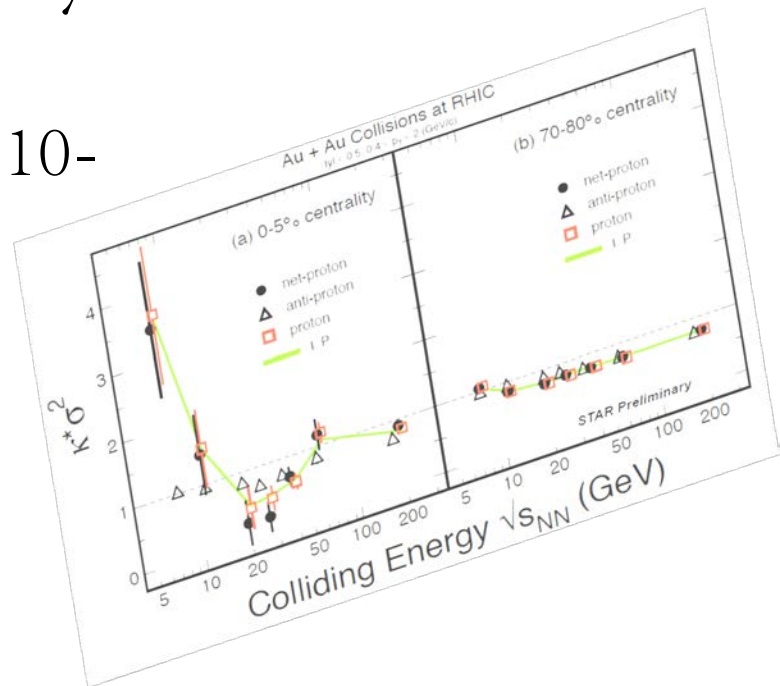 10-
Au + Au Collisions at RHIC
(a) 0-5% centrality
net-proton
anti-proton
proton
(b) 70-80% centrality
net-proton
anti-proton
proton
STAR Preliminary
κ*σ²
4
3
2
1
0
5 10 20 50 100 200
5 10 20 50 100 200
Colliding Energy √sNN (GeV)